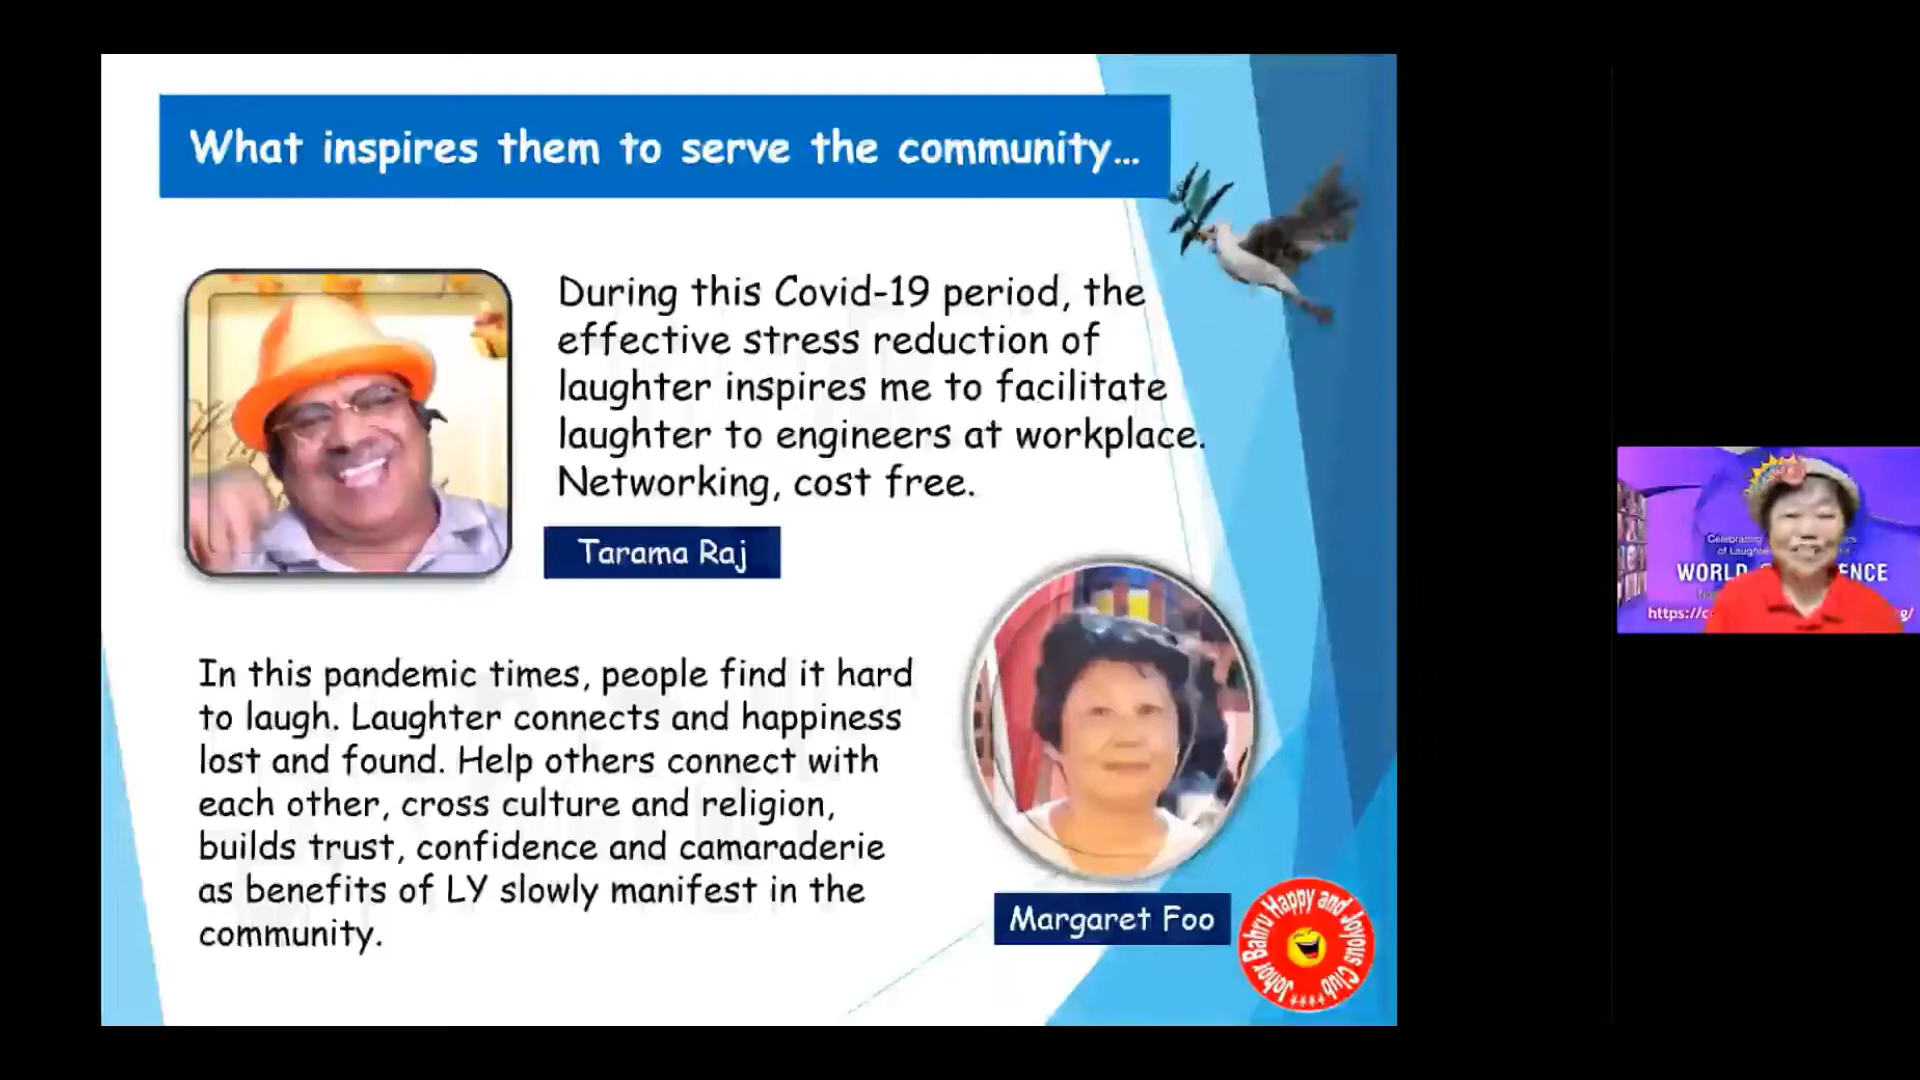 What inspires them to serve the community...
During this Covid-19 period, the
effective stress reduction of
laughter inspires me to facilitate
laughter to engineers at workplace.
Networking, cost free.
Tarama Raj
In this pandemic times, people find it hard
to laugh. Laughter connects and happiness
lost and found. Help others connect with
each other, cross culture and religion,
builds trust, confidence and camaraderie
as benefits of LY slowly manifest in the
community.
Margaret Foo
Johor Bahru Happy and Joyous Club
Celebrating
of Laughter
WORLD
https://